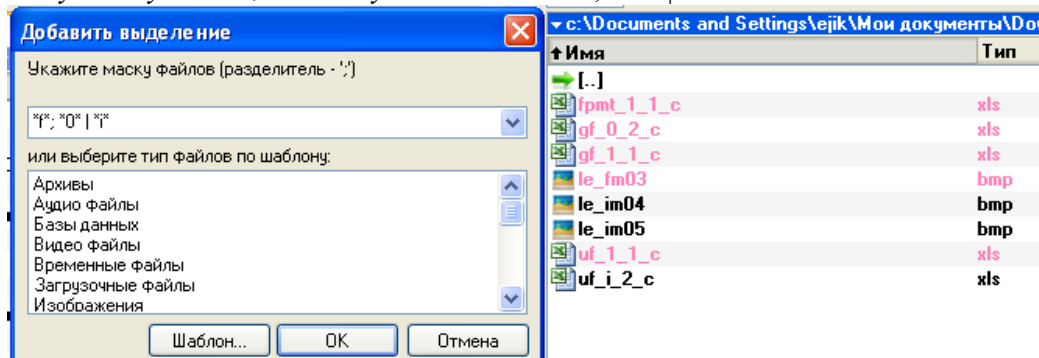 Добавить выделение
Укажите маску файлов (разделитель - ';')
*f*; *0* | *i*
или выберите тип файлов по шаблону:
Архивы
Аудио файлы
Базы данных
Видео файлы
Временные файлы
Загрузочные файлы
Изображения
Шаблон... OK Отмена
c:\Documents and Settings\ejik\Мои документы\Do
Имя Тип
[..]
fpmt_1_1_c xls
gf_0_2_c xls
gf_1_1_c xls
le_fm03 bmp
le_im04 bmp
le_im05 bmp
uf_1_1_c xls
uf_i_2_c xls